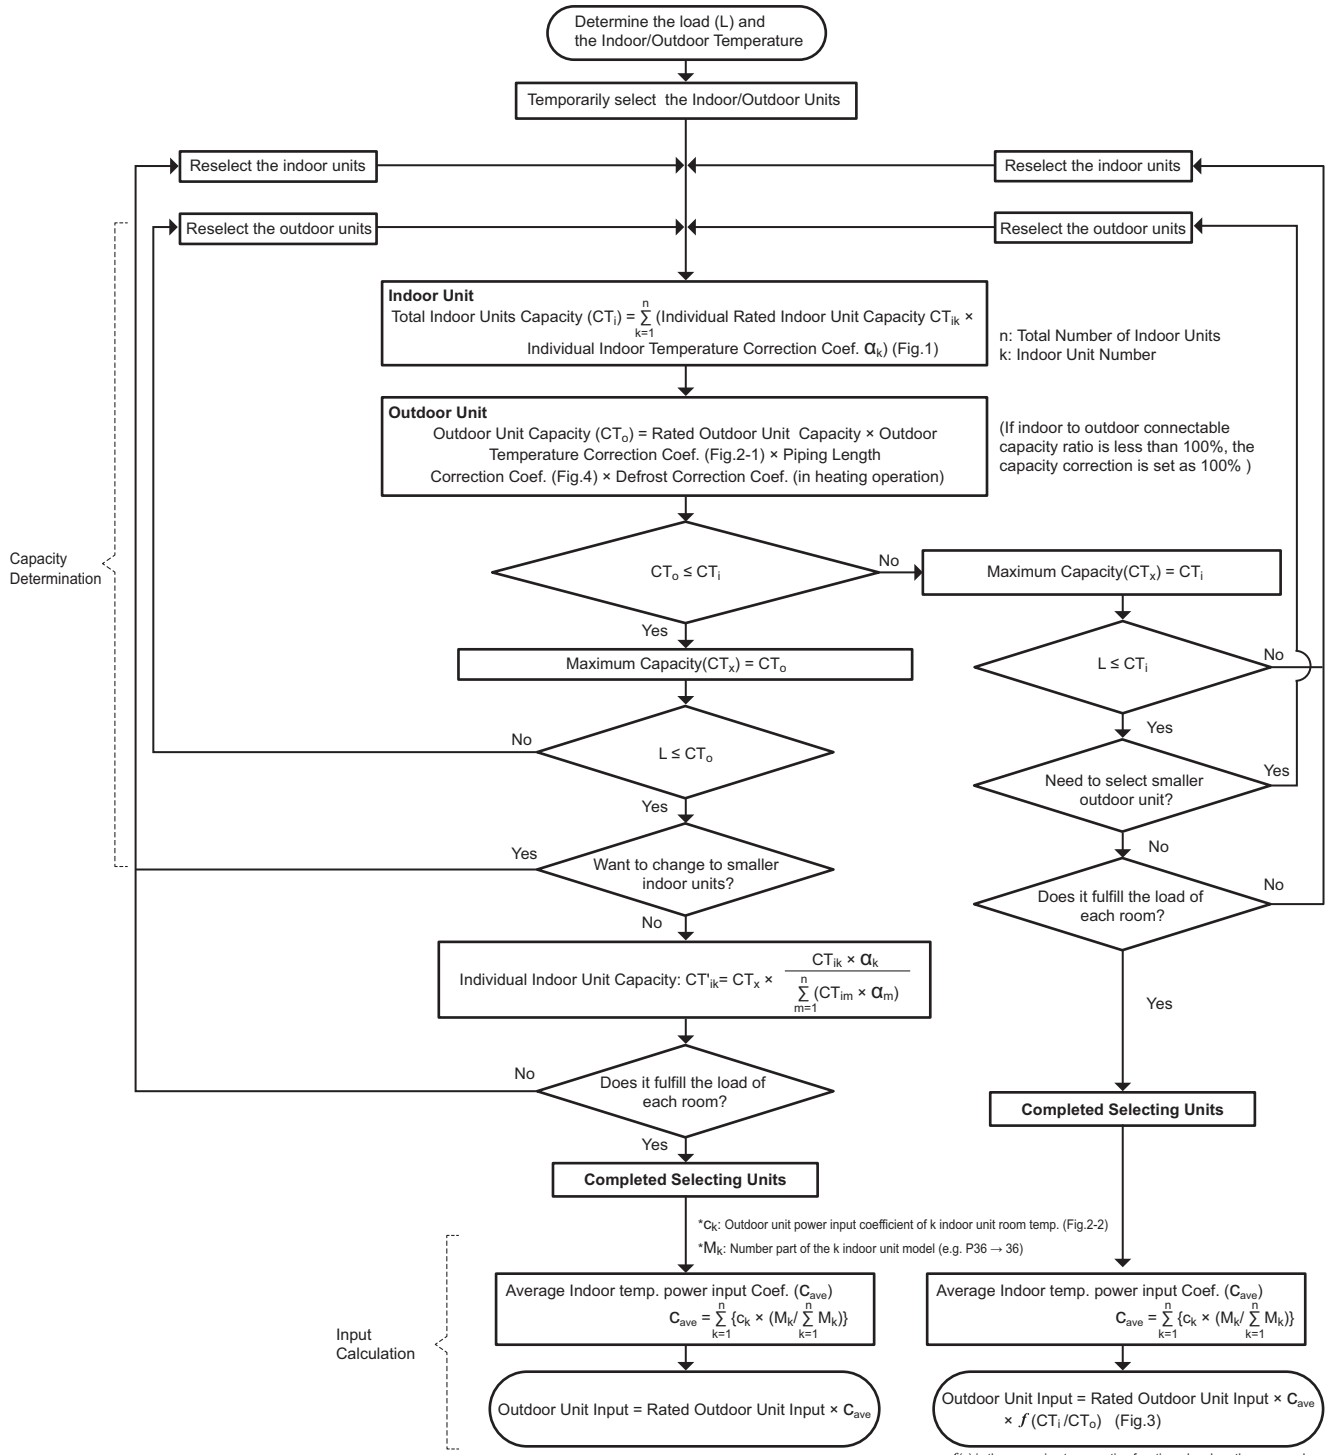 Determine the load (L) and
the Indoor/Outdoor Temperature
Temporarily select the Indoor/Outdoor Units
Reselect the indoor units
Reselect the indoor units
Reselect the outdoor units
Reselect the outdoor units
Indoor Unit
Total Indoor Units Capacity (CTi) = n Σ k=1 (Individual Rated Indoor Unit Capacity CTik ×
Individual Indoor Temperature Correction Coef. αk) (Fig.1)
n: Total Number of Indoor Units
k: Indoor Unit Number
Outdoor Unit
Outdoor Unit Capacity (CTo) = Rated Outdoor Unit Capacity × Outdoor
Temperature Correction Coef. (Fig.2-1) × Piping Length
Correction Coef. (Fig.4) × Defrost Correction Coef. (in heating operation)
(If indoor to outdoor connectable
capacity ratio is less than 100%, the
capacity correction is set as 100% )
Capacity
Determination
CTo ≤ CTi
No
Maximum Capacity(CTx) = CTi
Yes
Maximum Capacity(CTx) = CTo
L ≤ CTi
No
Yes
No
L ≤ CTo
Need to select smaller
outdoor unit?
Yes
Yes
No
Yes
Want to change to smaller
indoor units?
Does it fulfill the load of
each room?
No
No
Individual Indoor Unit Capacity: CT'ik= CTx × CTik × αk / n Σ m=1 (CTim × αm)
Yes
No
Does it fulfill the load of
each room?
Completed Selecting Units
Yes
Completed Selecting Units
*ck: Outdoor unit power input coefficient of k indoor unit room temp. (Fig.2-2)
*Mk: Number part of the k indoor unit model (e.g. P36 → 36)
Input
Calculation
Average Indoor temp. power input Coef. (Cave)
Cave = n Σ k=1 {ck × (Mk/ n Σ k=1 Mk)}
Average Indoor temp. power input Coef. (Cave)
Cave = n Σ k=1 {ck × (Mk/ n Σ k=1 Mk)}
Outdoor Unit Input = Rated Outdoor Unit Input × Cave
Outdoor Unit Input = Rated Outdoor Unit Input × Cave
× f (CTi /CTo) (Fig.3)